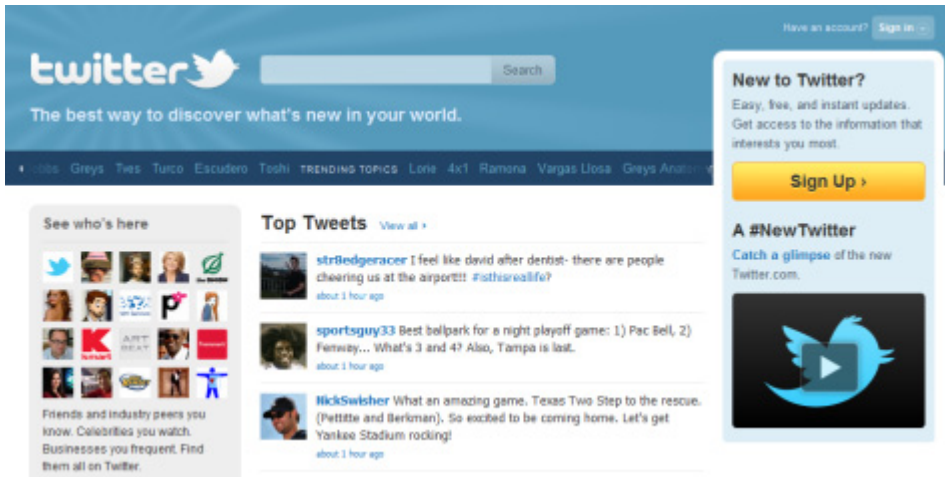 Have an account? Sign in
twitter
Search
The best way to discover what's new in your world.
Greys Tves Turco Escudero Toshi TRENDING TOPICS Lorie 4x1 Ramona Vargas Llosa Greys
New to Twitter?
Easy, free, and instant updates.
Get access to the information that
interests you most.
Sign Up ›
A #NewTwitter
Catch a glimpse of the new
Twitter.com.
See who's here
the Onion
kmart
ART
BEAT
Friends and industry peers you
know. Celebrities you watch.
Businesses you frequent. Find
them all on Twitter.
Top Tweets View all ›
str8edgeracer I feel like david after dentist- there are people
cheering us at the airport!!! #isthisreallife?
about 1 hour ago
sportsguy33 Best ballpark for a night playoff game: 1) Pac Bell, 2)
Fenway... What's 3 and 4? Also, Tampa is last.
about 1 hour ago
NickSwisher What an amazing game. Texas Two Step to the rescue.
(Pettitte and Berkman). So excited to be coming home. Let's get
Yankee Stadium rocking!
about 1 hour ago